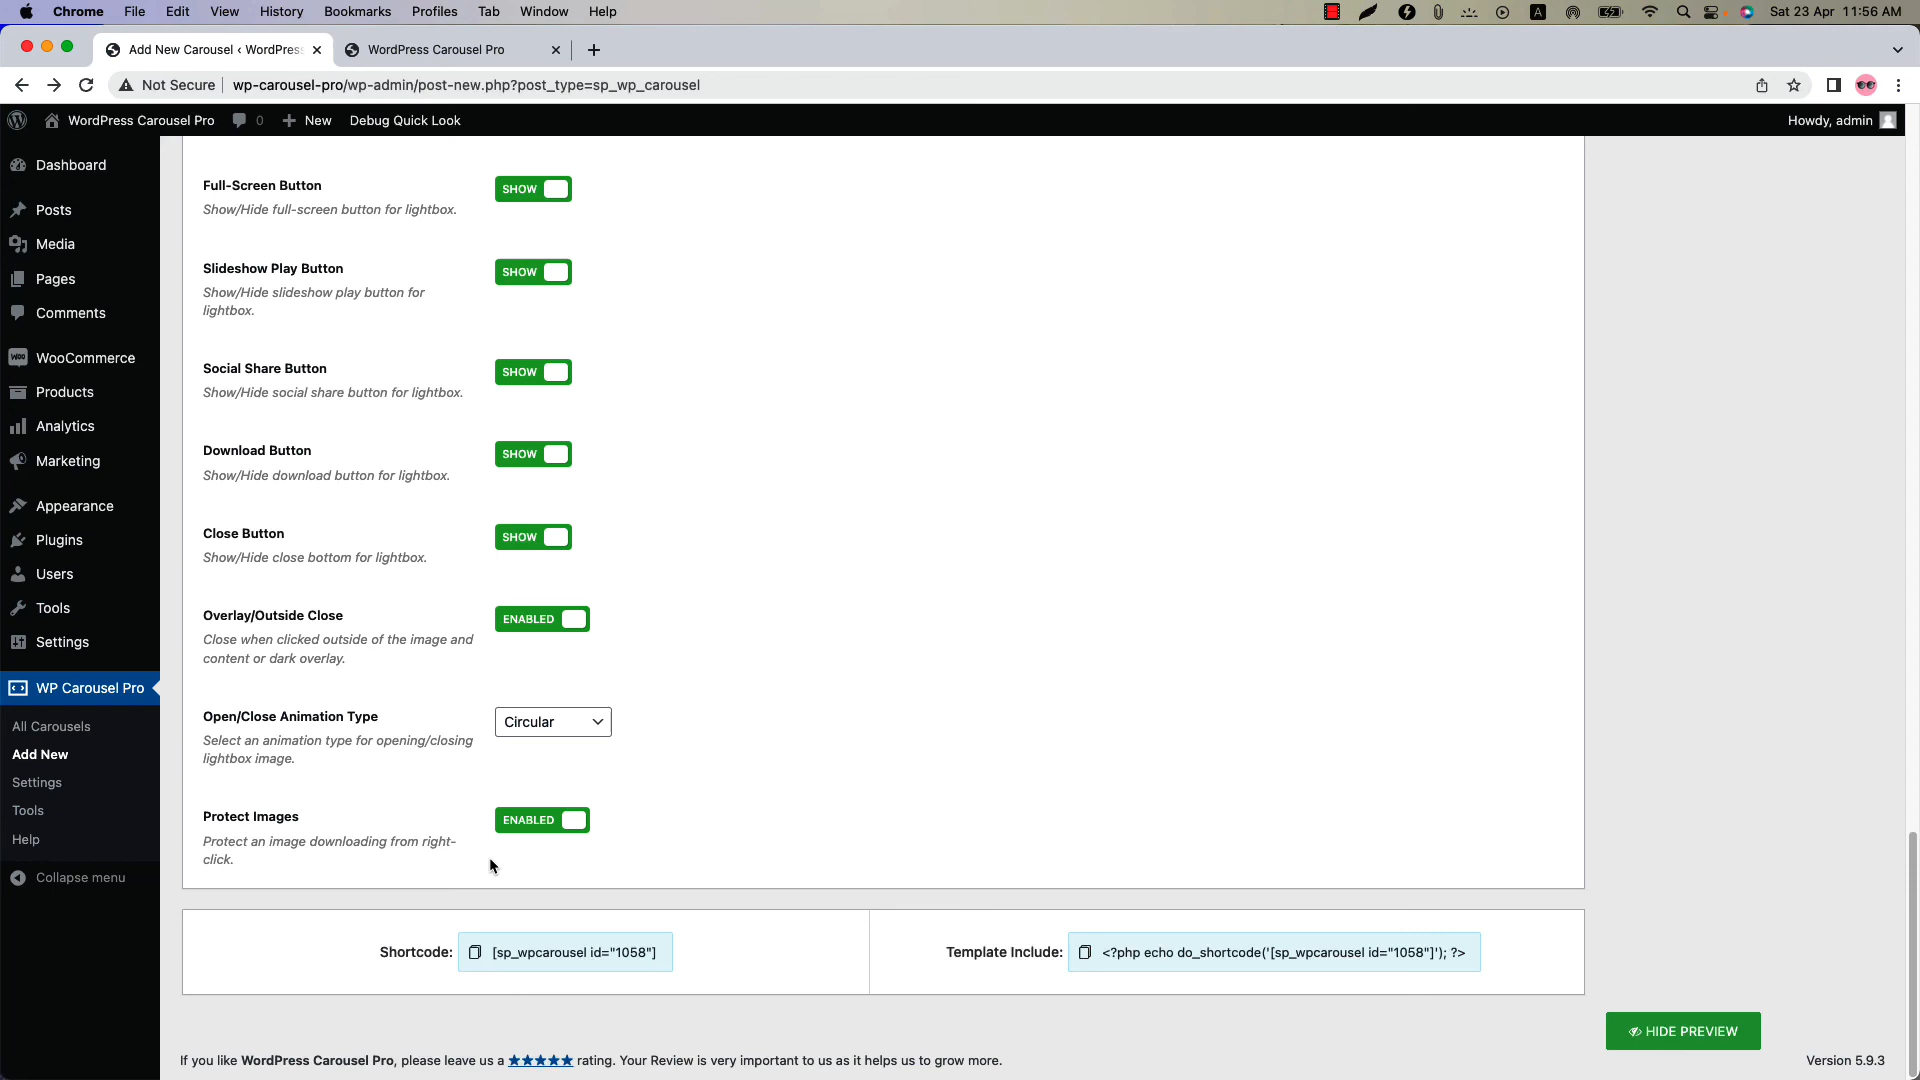 Chrome File Edit View History Bookmarks Profiles Tab Window Help A Sat 23 Apr 11:56 AM
Add New Carousel ‹ WordPress WordPress Carousel Pro
Not Secure wp-carousel-pro/wp-admin/post-new.php?post_type=sp_wp_carousel
WordPress Carousel Pro 0 New Debug Quick Look Howdy, admin
Dashboard
Posts
Media
Pages
Comments
WOO WooCommerce
Products
Analytics
Marketing
Appearance
Plugins
Users
Tools
Settings
WP Carousel Pro
All Carousels
Add New
Settings
Tools
Help
Collapse menu
Full-Screen Button SHOW
Show/Hide full-screen button for lightbox.
Slideshow Play Button SHOW
Show/Hide slideshow play button for
lightbox.
Social Share Button SHOW
Show/Hide social share button for lightbox.
Download Button SHOW
Show/Hide download button for lightbox.
Close Button SHOW
Show/Hide close bottom for lightbox.
Overlay/Outside Close ENABLED
Close when clicked outside of the image and
content or dark overlay.
Open/Close Animation Type Circular
Select an animation type for opening/closing
lightbox image.
Protect Images ENABLED
Protect an image downloading from right-
click.
Shortcode: [sp_wpcarousel id="1058"] Template Include: <?php echo do_shortcode('[sp_wpcarousel id="1058"]'); ?>
HIDE PREVIEW
If you like WordPress Carousel Pro, please leave us a ★★★★★ rating. Your Review is very important to us as it helps us to grow more. Version 5.9.3